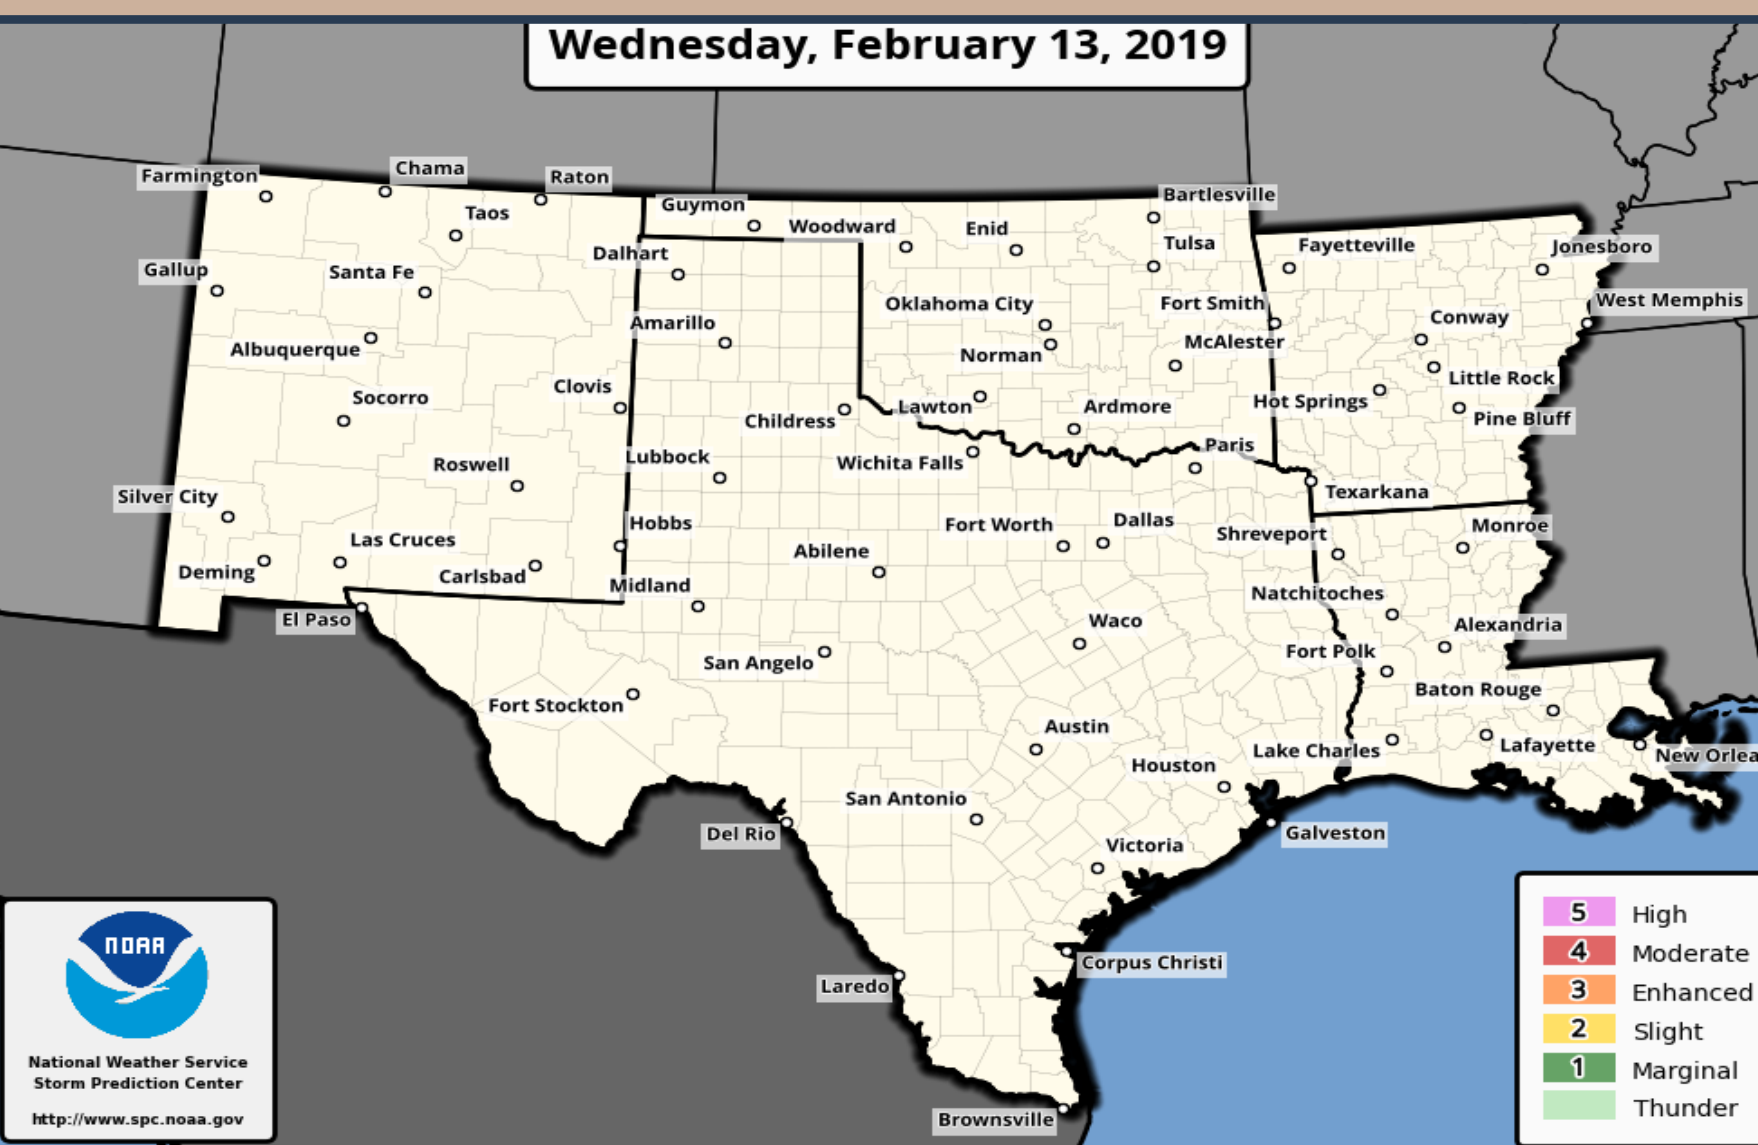 Wednesday, February 13, 2019
Farmington
Chama
Raton
Taos
Guymon
Woodward
Enid
Bartlesville
Tulsa
Fayetteville
Jonesboro
Gallup
Santa Fe
Dalhart
Oklahoma City
Fort Smith
West Memphis
Albuquerque
Amarillo
Norman
McAlester
Conway
Socorro
Clovis
Childress
Lawton
Ardmore
Hot Springs
Little Rock
Pine Bluff
Roswell
Lubbock
Wichita Falls
Paris
Texarkana
Silver City
Las Cruces
Hobbs
Abilene
Fort Worth
Dallas
Shreveport
Monroe
Deming
Carlsbad
Midland
Natchitoches
El Paso
Waco
Alexandria
San Angelo
Fort Polk
Fort Stockton
Baton Rouge
Austin
Lake Charles
Lafayette
New Orlea
Houston
San Antonio
Del Rio
Galveston
Victoria
Laredo
Corpus Christi
Brownsville
NOAA
National Weather Service
Storm Prediction Center
http://www.spc.noaa.gov
5 High
4 Moderate
3 Enhanced
2 Slight
1 Marginal
Thunder